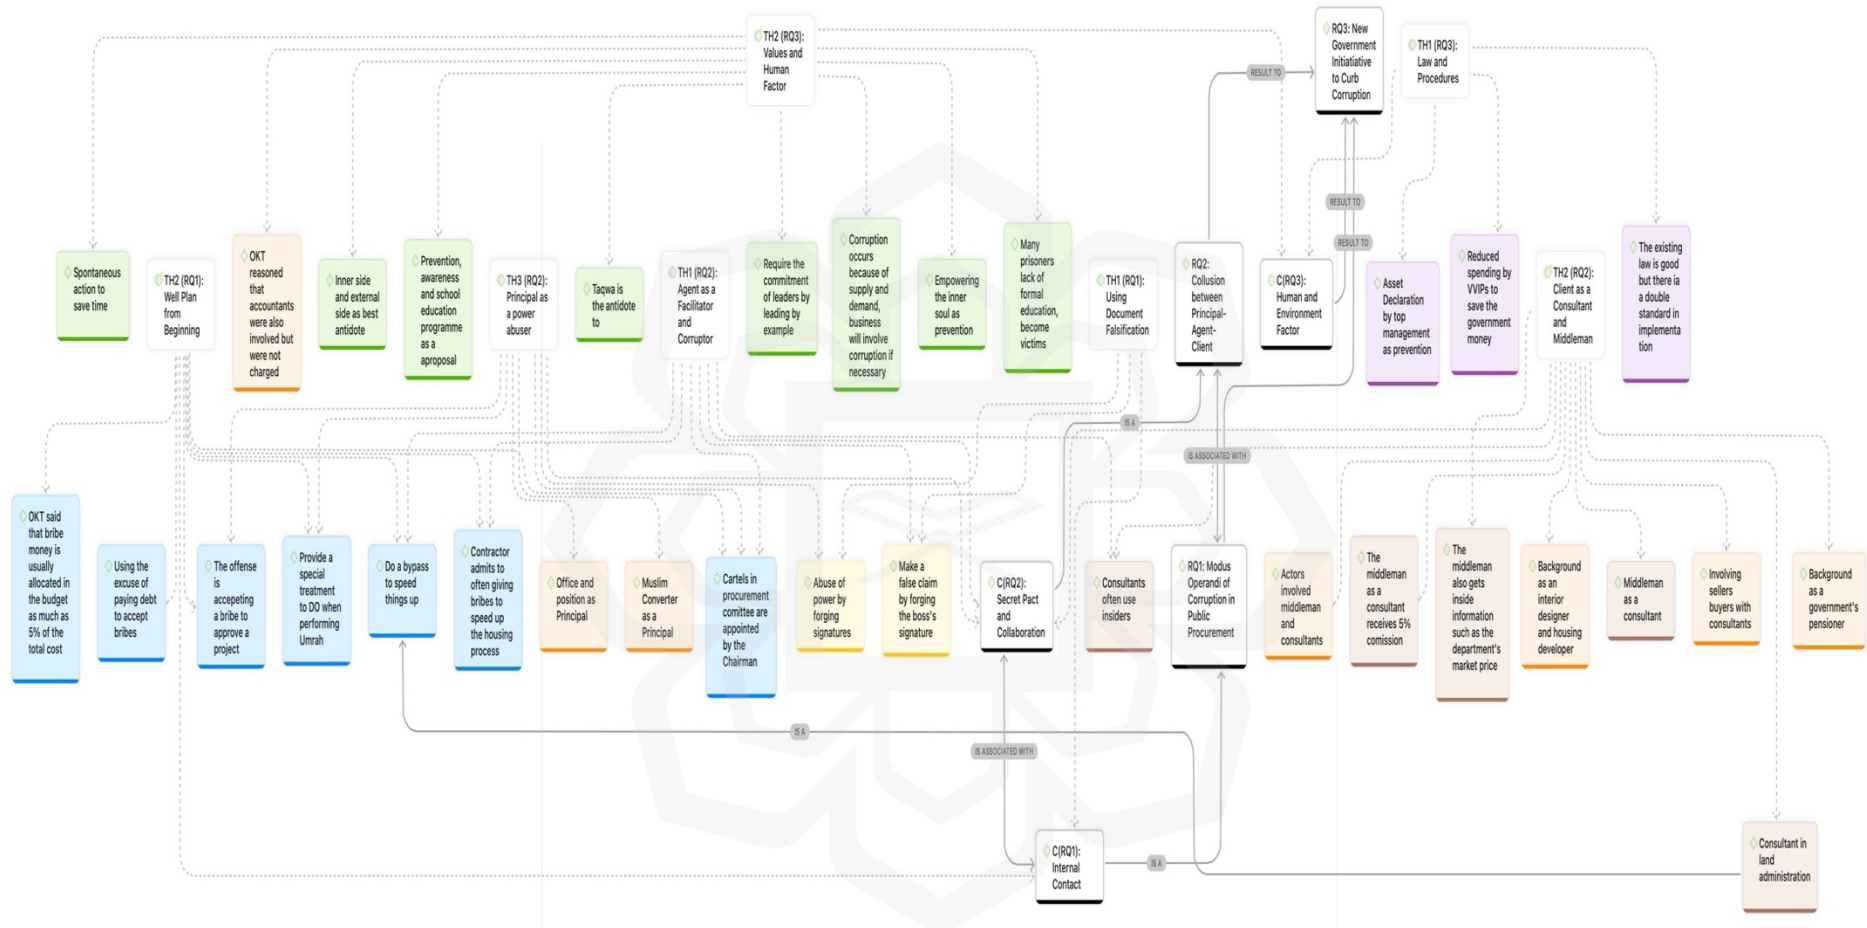 TH2 (RQ3):
Values and
Human
Factor
RQ3: New
Government
Initiatiative
to Curb
Corruption
TH1 (RQ3):
Law and
Procedures
RESULT TO
RESULT TO
RESULT TO
Spontaneous
action to
save time
TH2 (RQ1):
Well Plan
from
Beginning
OKT
reasoned
that
accountants
were also
involved but
were not
charged
Inner side
and external
side as best
antidote
Prevention,
awareness
and school
education
programme
as a
aproposal
TH3 (RQ2):
Principal as
a power
abuser
Taqwa is
the antidote
to
TH1 (RQ2):
Agent as a
Facilitator
and
Corruptor
Require the
commitment
of leaders by
leading by
example
Corruption
occurs
because of
supply and
demand,
business
will involve
corruption if
necessary
Empowering
the inner
soul as
prevention
Many
prisoners
lack of
formal
education,
become
victims
TH1 (RQ1):
Using
Document
Falsification
RQ2:
Collusion
between
Principal-
Agent-
Client
C(RQ3):
Human and
Environment
Factor
Asset
Declaration
by top
management
as prevention
Reduced
spending by
VVIPs to
save the
government
money
TH2 (RQ2):
Client as a
Consultant
and
Middleman
The existing
law is good
but there ia
a double
standard in
implementa
tion
IS A
IS ASSOCIATED WITH
OKT said
that bribe
money is
usually
allocated in
the budget
as much as
5% of the
total cost
Using the
excuse of
paying debt
to accept
bribes
The offense
is
accepeting
a bribe to
approve a
project
Provide a
special
treatment
to DO when
performing
Umrah
Do a bypass
to speed
things up
Contractor
admits to
often giving
bribes to
speed up
the housing
process
Office and
position as
Principal
Muslim
Converter
as a
Principal
Cartels in
procurement
comittee are
appointed
by the
Chairman
Abuse of
power by
forging
signatures
Make a
false claim
by forging
the boss's
signature
C(RQ2):
Secret Pact
and
Collaboration
Consultants
often use
insiders
RQ1: Modus
Operandi of
Corruption in
Public
Procurement
Actors
involved
middleman
and
consultants
The
middleman
as a
consultant
receives 5%
comission
The
middleman
also gets
inside
information
such as the
department's
market price
Background
as an
interior
designer
and housing
developer
Middleman
as a
consultant
Involving
sellers
buyers with
consultants
Background
as a
government's
pensioner
IS A
IS ASSOCIATED WITH
C(RQ1):
Internal
Contact
IS A
Consultant in
land
administration